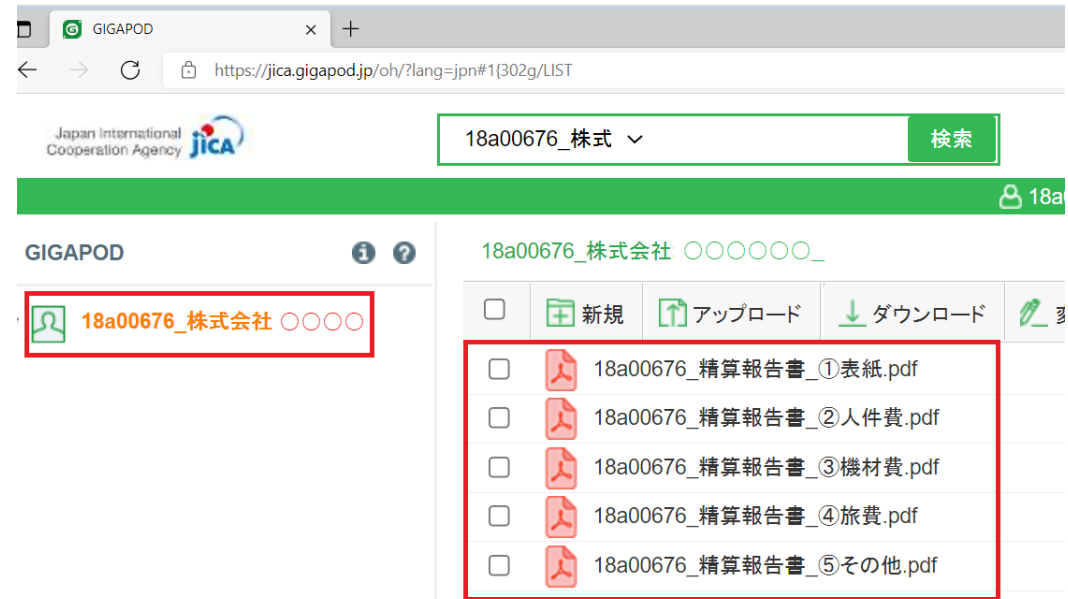 GIGAPOD
https://jica.gigapod.jp/oh/?lang=jpn#1{302g/LIST
Japan International
Cooperation Agency jica
18a00676_株式
検索
18a
GIGAPOD
18a00676_株式会社 ○○○○
18a00676_株式会社 ○○○○○○_
新規 アップロード ダウンロード
18a00676_精算報告書_①表紙.pdf
18a00676_精算報告書_②人件費.pdf
18a00676_精算報告書_③機材費.pdf
18a00676_精算報告書_④旅費.pdf
18a00676_精算報告書_⑤その他.pdf